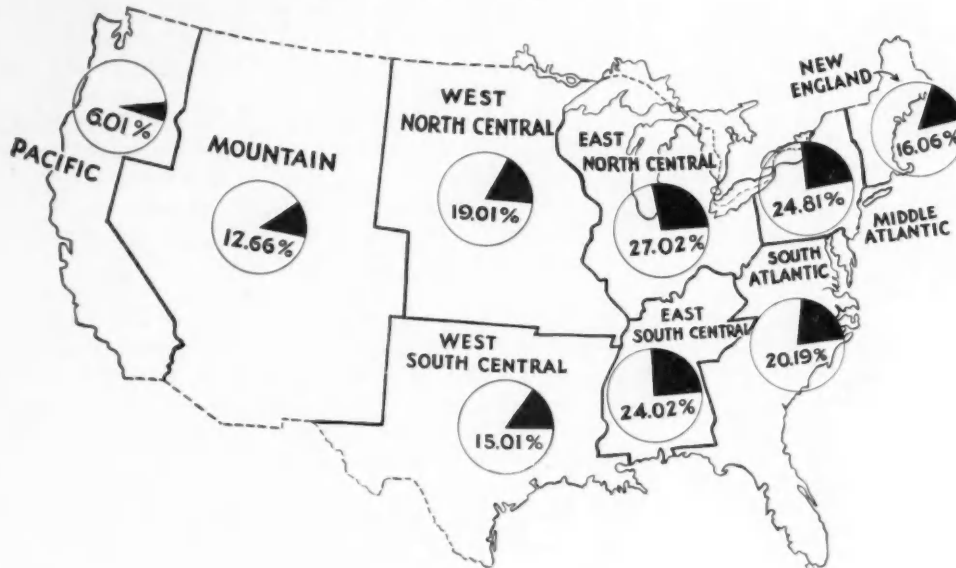 NEW
ENGLAND
16.06%
PACIFIC
6.01%
MOUNTAIN
12.66%
WEST
NORTH CENTRAL
19.01%
EAST
NORTH CENTRAL
27.02%
24.81%
MIDDLE
ATLANTIC
SOUTH
ATLANTIC
20.19%
EAST
SOUTH CENTRAL
24.02%
WEST
SOUTH CENTRAL
15.01%